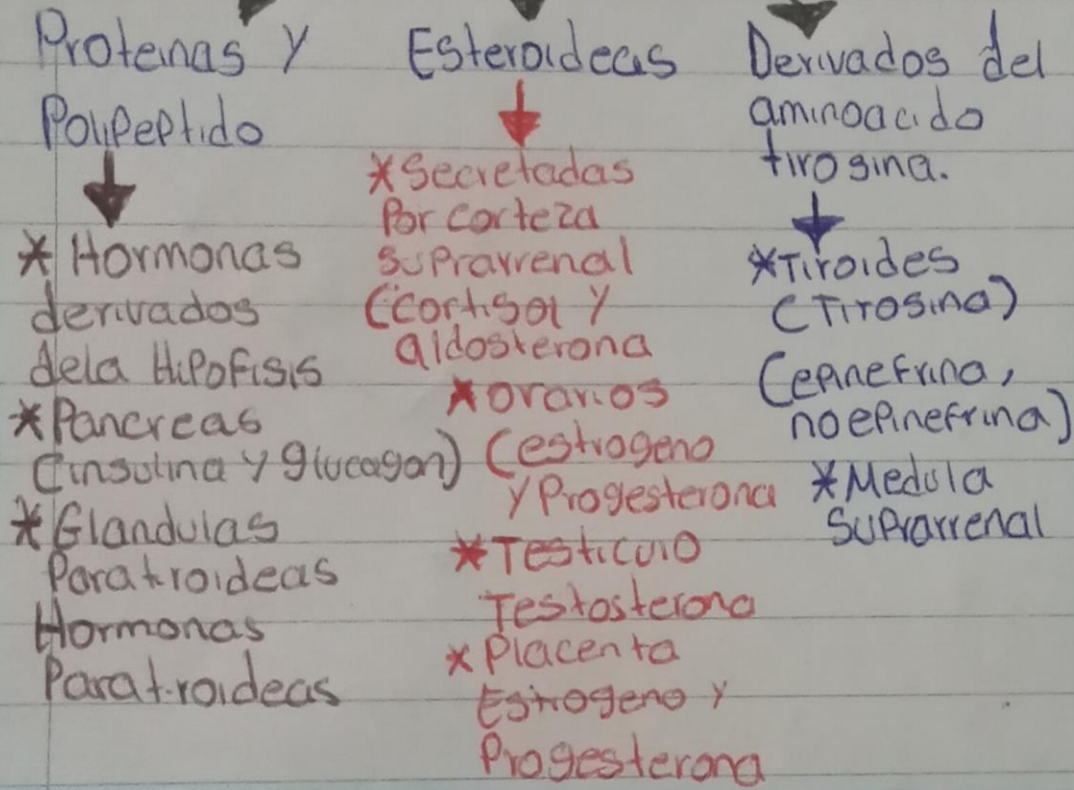 Proteinas y
Polipeptido
* Hormonas
derivados
dela Hipofisis
* Pancreas
(insulina y glucagon)
* Glandulas
Paratiroideas
Hormonas
Paratiroideas
Esteroideas
* Secretadas
Por corteza
suprarrenal
(cortisol y
aldosterona
* ovarios
(estrogeno
y Progesterona
* Testiculo
Testosterona
* Placenta
Estrogeno y
Progesterona
Derivados del
aminoacido
tirosina.
* Tiroides
(Tirosina)
(epinefrina,
noepinefrina)
* Medula
Suprarrenal